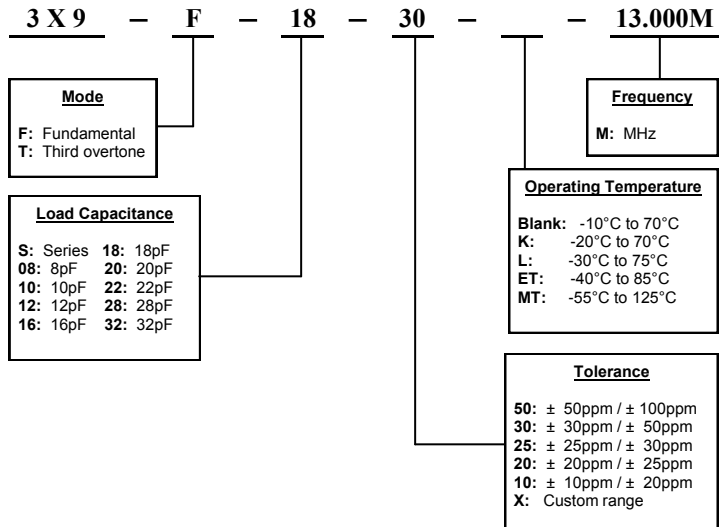 3 X 9 – F – 18 – 30 – – 13.000M
Mode
F: Fundamental
T: Third overtone
Load Capacitance
S: Series 18: 18pF
08: 8pF 20: 20pF
10: 10pF 22: 22pF
12: 12pF 28: 28pF
16: 16pF 32: 32pF
Frequency
M: MHz
Operating Temperature
Blank: -10°C to 70°C
K: -20°C to 70°C
L: -30°C to 75°C
ET: -40°C to 85°C
MT: -55°C to 125°C
Tolerance
50: ± 50ppm / ± 100ppm
30: ± 30ppm / ± 50ppm
25: ± 25ppm / ± 30ppm
20: ± 20ppm / ± 25ppm
10: ± 10ppm / ± 20ppm
X: Custom range